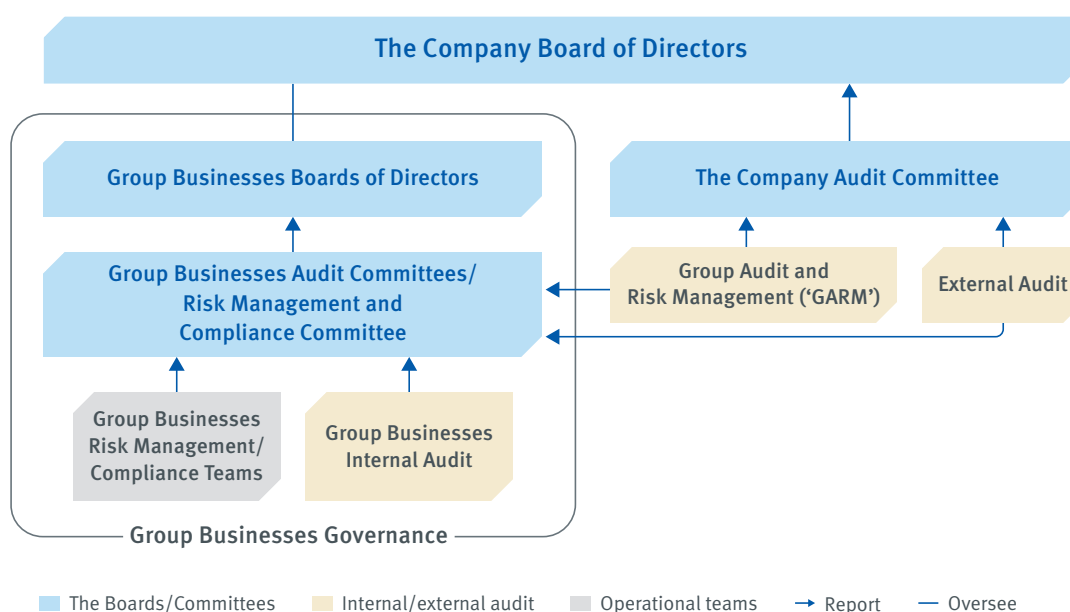 The Company Board of Directors
Group Businesses Boards of Directors
The Company Audit Committee
Group Businesses Audit Committees/
Risk Management and
Compliance Committee
Group Audit and
Risk Management (‘GARM’)
External Audit
Group Businesses
Risk Management/
Compliance Teams
Group Businesses
Internal Audit
Group Businesses Governance
The Boards/Committees
Internal/external audit
Operational teams
Report
Oversee